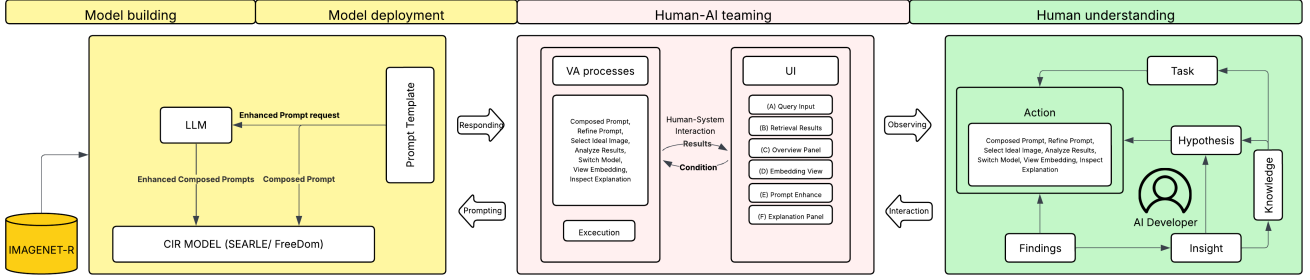 Model building
Model deployment
Human-AI teaming
Human understanding
IMAGENET-R
LLM
Enhanced Prompt request
Prompt Template
Enhanced Composed Prompts
Composed Prompt
CIR MODEL (SEARLE/ FreeDom)
Responding
Prompting
VA processes
Composed Prompt,
Refine Prompt,
Select Ideal Image,
Analyze Results,
Switch Model,
View Embedding,
Inspect Explanation
Excecution
Human-System
Interaction
Results
Condition
UI
(A) Query Input
(B) Retrieval Results
(C) Overview Panel
(D) Embedding View
(E) Prompt Enhance
(F) Explanation Panel
Observing
Interaction
Task
Action
Composed Prompt, Refine Prompt,
Select Ideal Image, Analyze Results,
Switch Model, View Embedding, Inspect
Explanation
Hypothesis
Knowledge
AI Developer
Findings
Insight